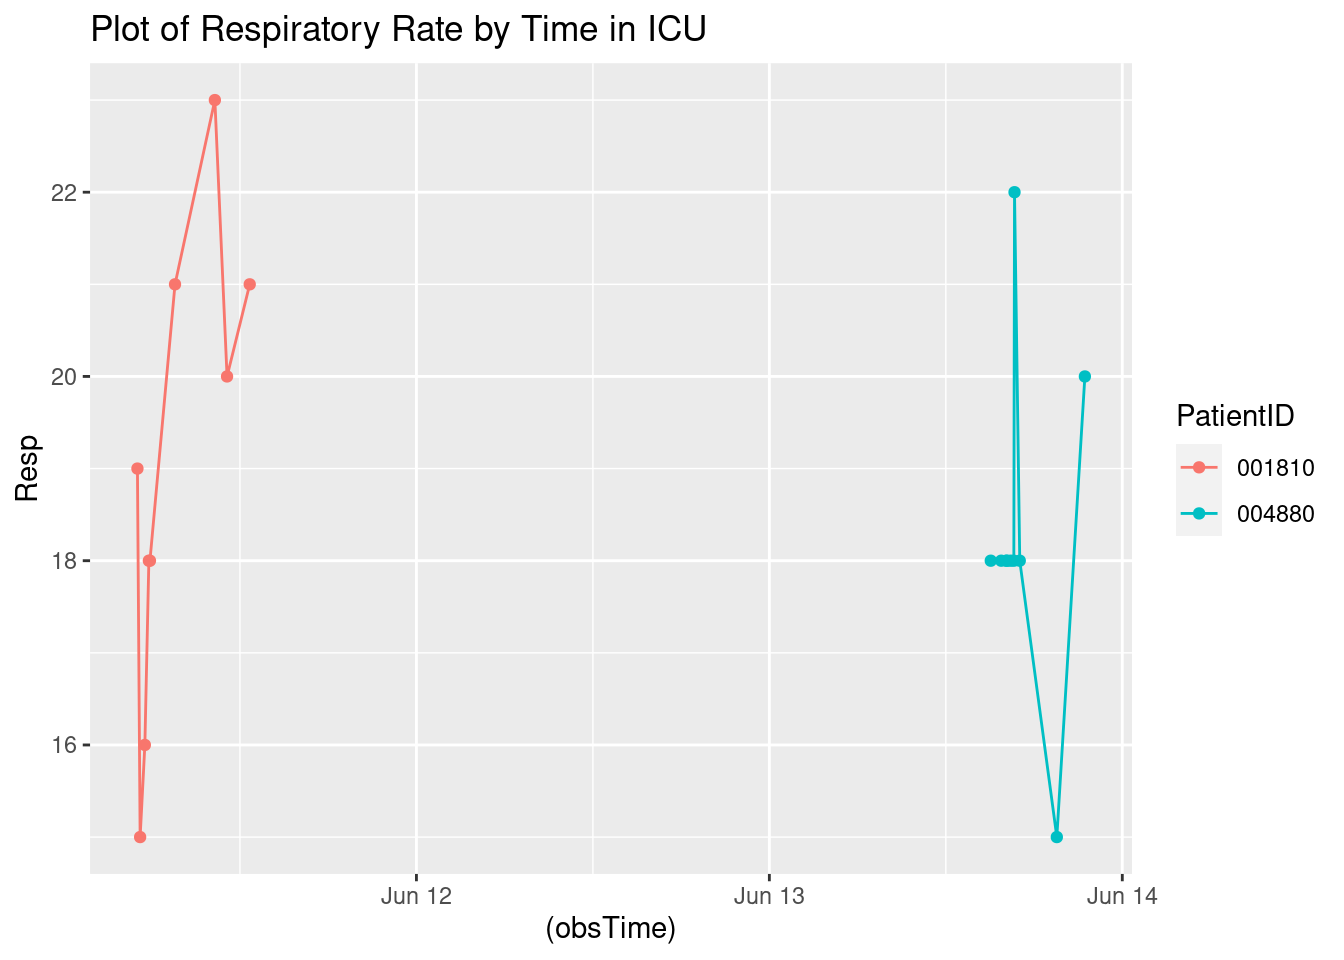 Plot of Respiratory Rate by Time in ICU
22
20
18
16
Resp
Jun 12
Jun 13
Jun 14
(obsTime)
PatientID
001810
004880